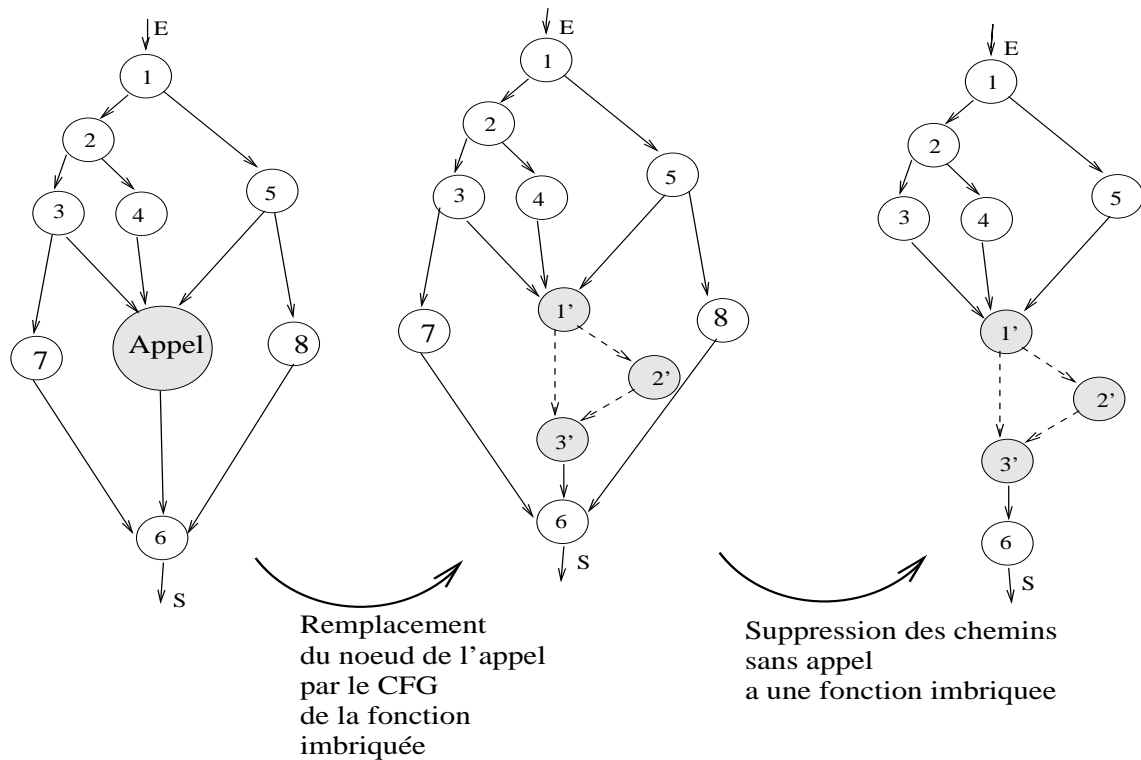 E
1
2
3
4
5
7
Appel
8
6
S
E
1
2
3
4
5
1'
7
8
2'
3'
6
S
E
1
2
3
4
5
1'
2'
3'
6
S
Remplacement
du noeud de l'appel
par le CFG
de la fonction
imbriquée
Suppression des chemins
sans appel
a une fonction imbriquee